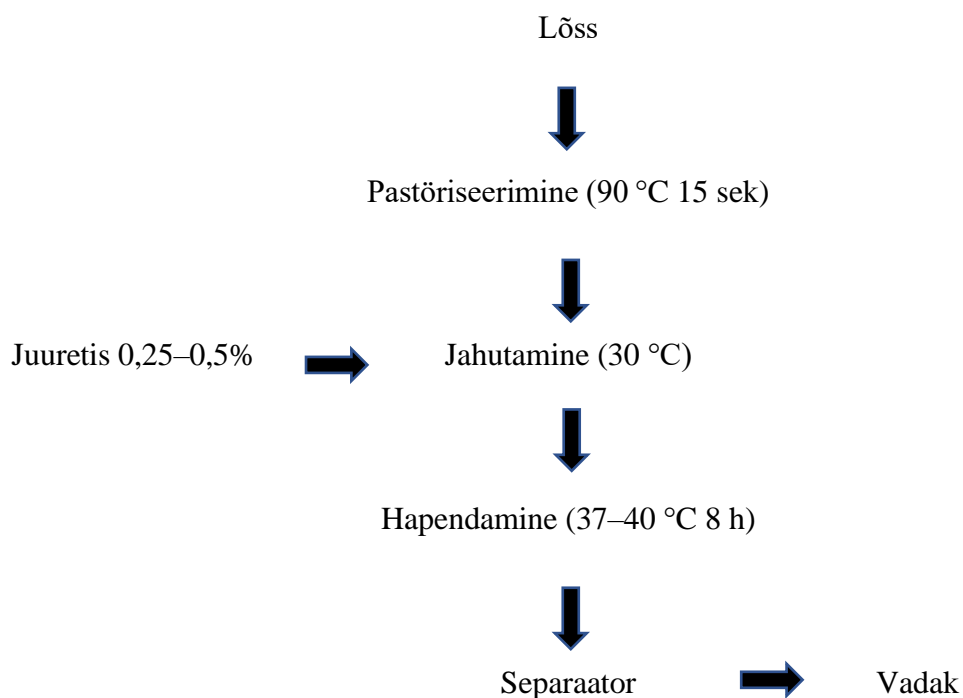 Lõss
Pastöriseerimine (90 °C 15 sek)
Juuretis 0,25–0,5%
Jahutamine (30 °C)
Hapendamine (37–40 °C 8 h)
Separaator
Vadak